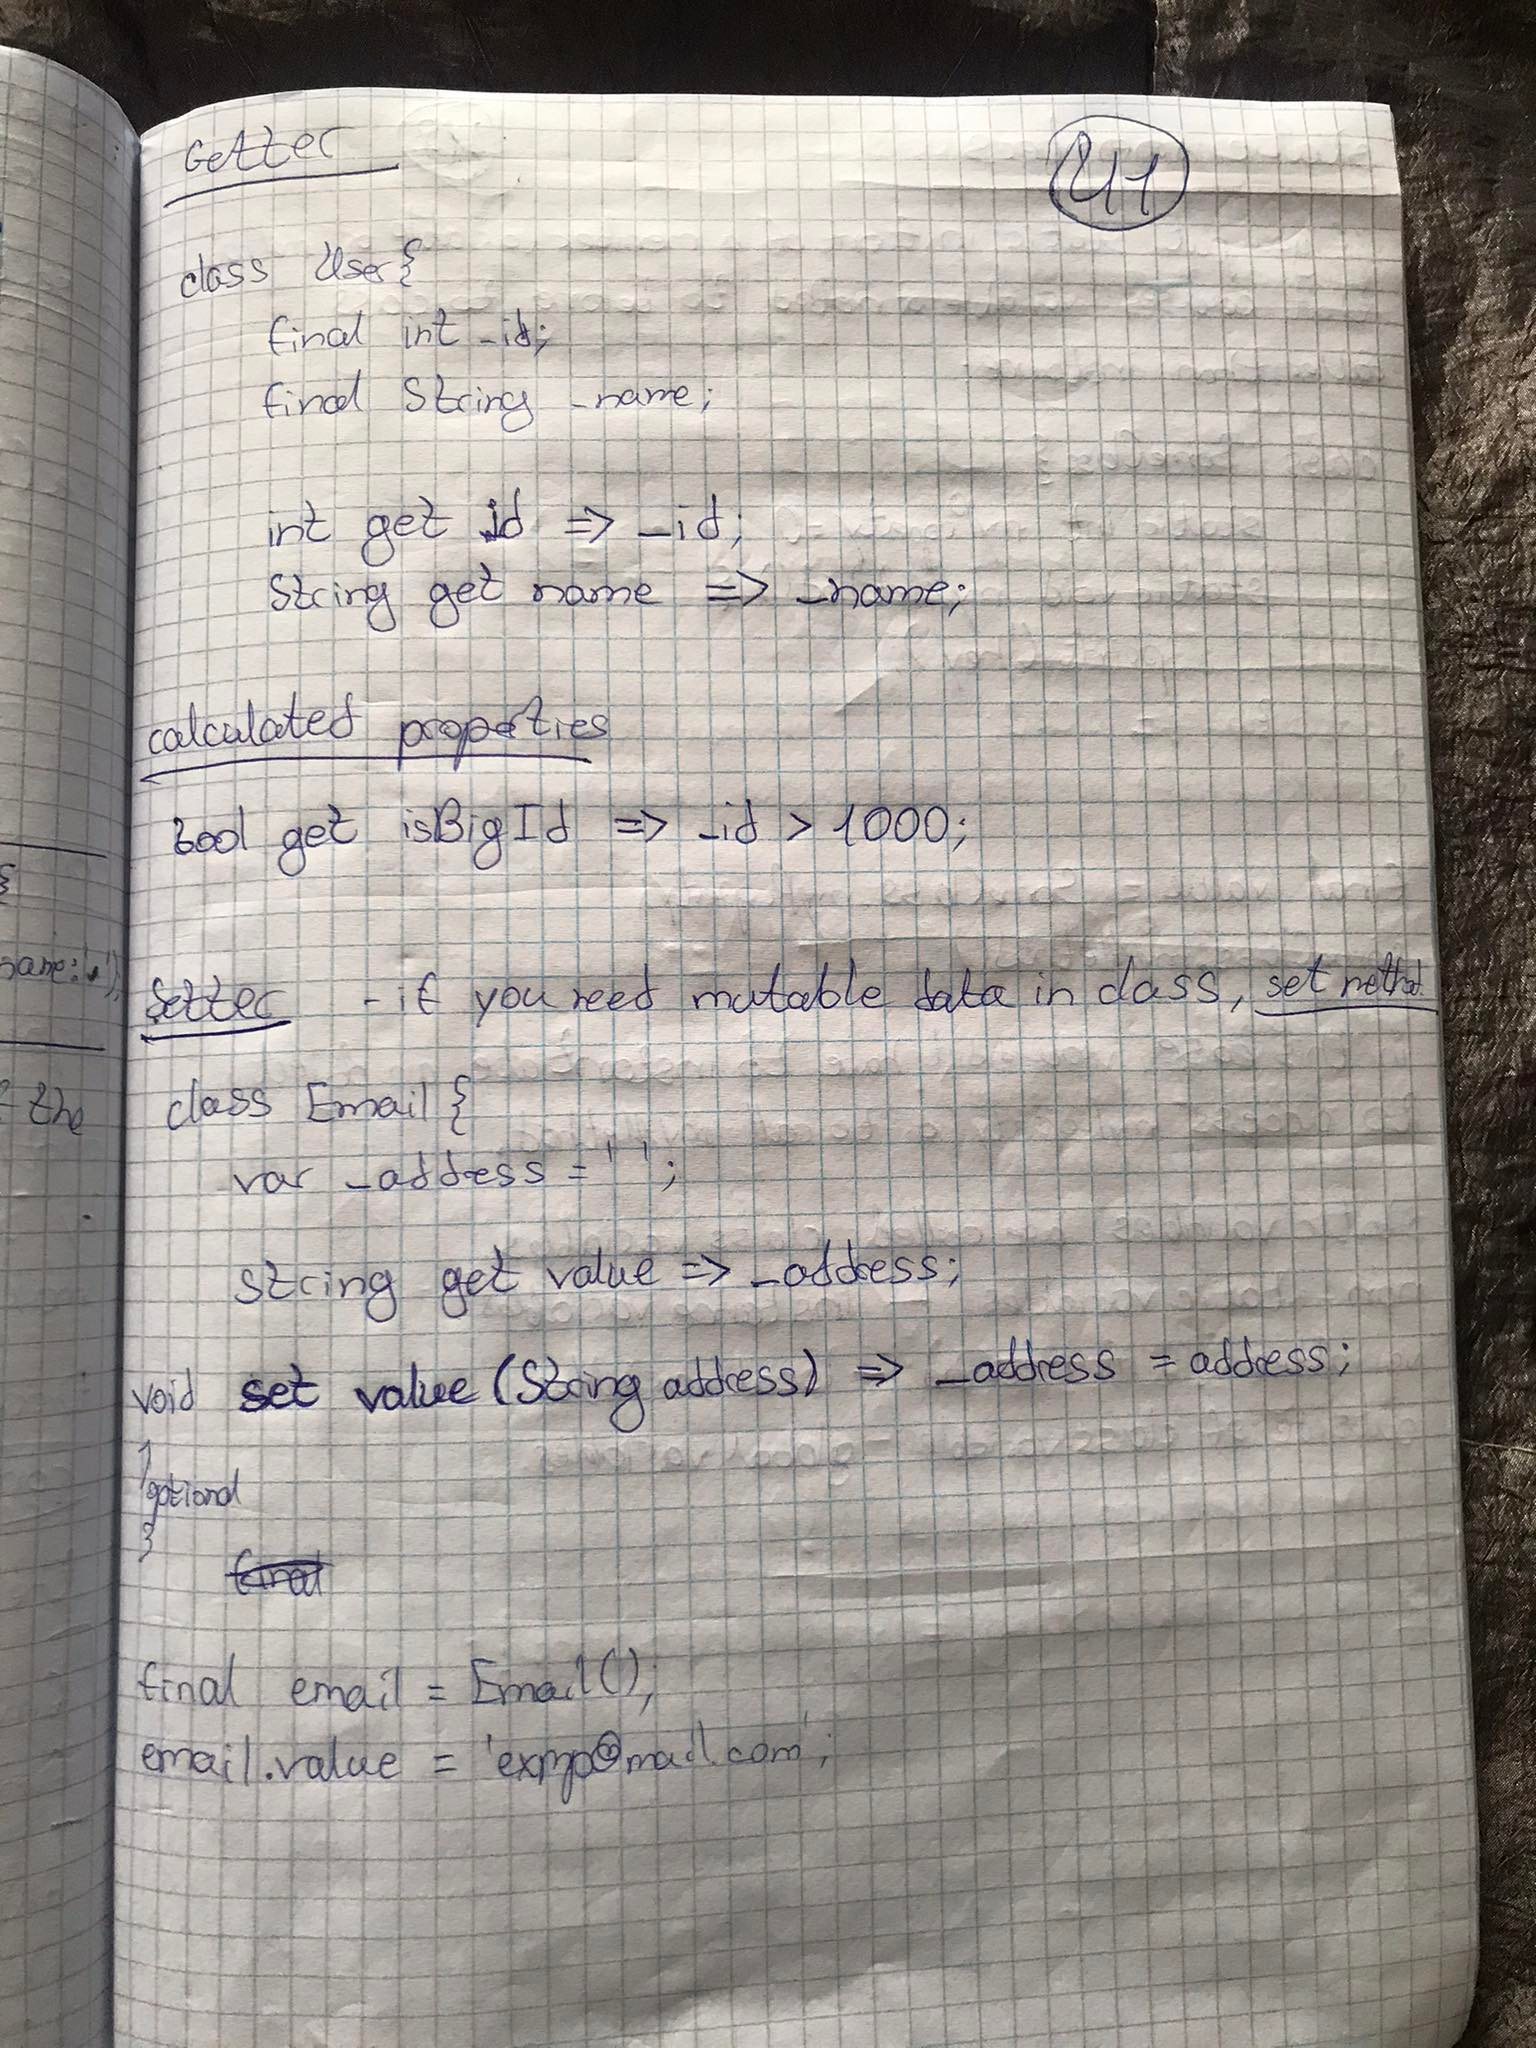 Getter
41
class User{
final int _id;
final String _name;
int get id => _id;
String get name => _name;
calculated properties
bool get isBigId => _id > 1000;
Setter - if you need mutable data in class, set method
class Email {
var _address = '';
String get value => _address;
void set value (String address) => _address = address;
optional
}
final
final email = Email();
email.value = 'exmp@mail.com';
{
name:
f the